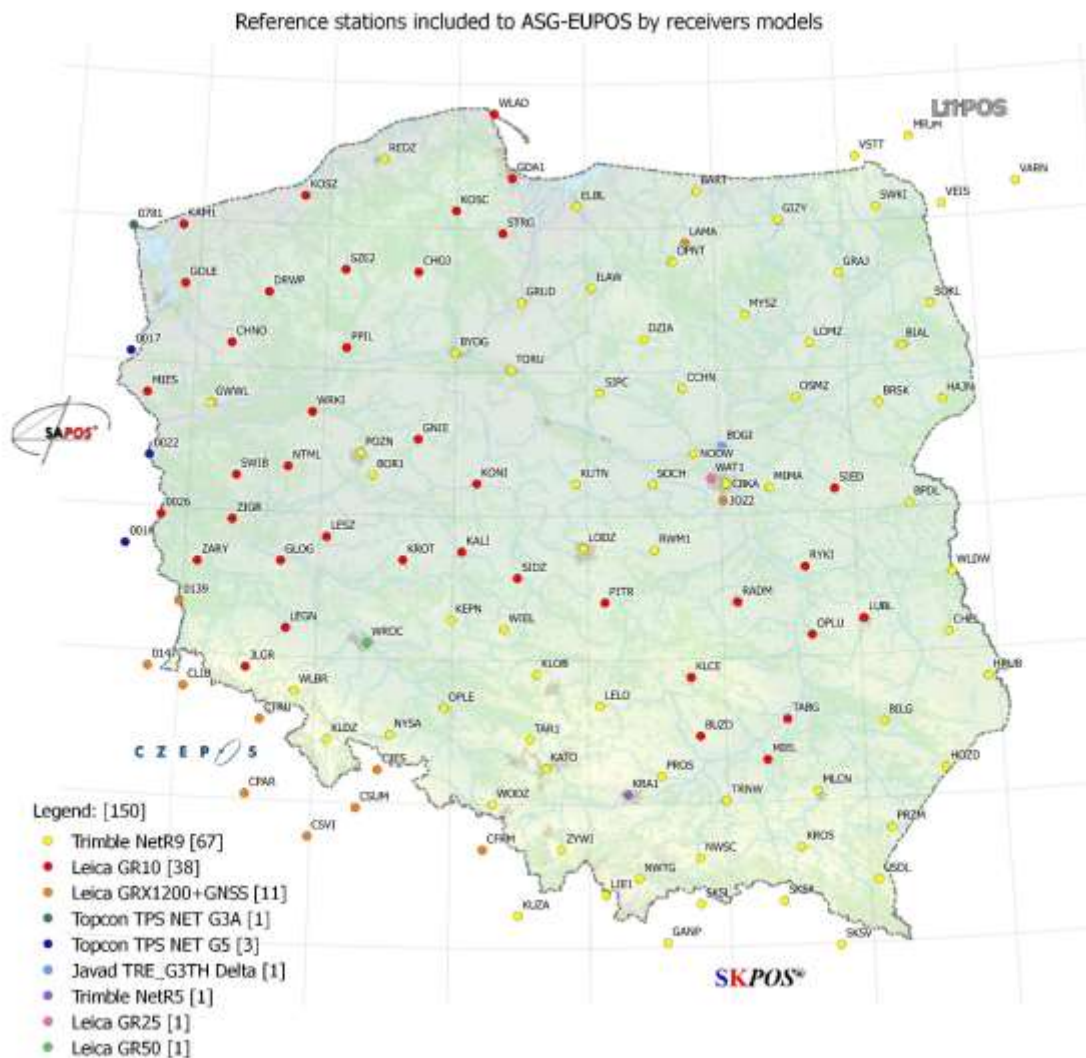 Reference stations included to ASG-EUPOS by receivers models
WLAD
LITPOS
MRJM
REDZ
VSTT
GDA1
VARN
KOSZ
BART
KOSC
ELBL
SWKI
VEIS
0781
KAM1
GIZY
STRG
LAMA
OPNT
SZCJ
CHOJ
GRAJ
GOLE
DRWP
ILAW
GRUD
SOKL
MYSZ
CHNO
DZIA
LOMZ
BIAL
0017
PPIL
BYDG
TORU
MIES
GWWL
SIPC
CCHN
OSMZ
BRSK
HAJN
WRKI
SAPOS
GNIE
BOGI
POZN
NODW
0022
SWIB
NTML
BOR1
KONI
KUTN
SOCH
WAT1
CBKA
MIMA
SIED
JOZ2
BPDL
0026
ZIGR
LESZ
LODZ
RWM1
ZARY
GLOG
KROT
KALI
RYKI
WLDW
SIDZ
0139
PITR
RADM
LUBL
LEGN
KEPN
WIEL
WROC
OPLU
CHEL
JLGR
CLIB
WLBR
KLOB
KLCE
HRUB
OPLE
LELO
TARG
BILG
KLDZ
NYSA
TAR1
BUZD
CZEPOS
KATO
PROS
MIEL
HOZD
CPAR
CSUM
WODZ
KRA1
TRNW
MLCN
CSVI
CFRM
ZYWI
NWSC
KROS
PRZM
LIE1
NWTG
USDL
KUZA
SKSL
SKSK
GANP
SKSV
SKPOS®
Legend: [150]
Trimble NetR9 [67]
Leica GR10 [38]
Leica GRX1200+GNSS [11]
Topcon TPS NET G3A [1]
Topcon TPS NET G5 [3]
Javad TRE_G3TH Delta [1]
Trimble NetR5 [1]
Leica GR25 [1]
Leica GR50 [1]